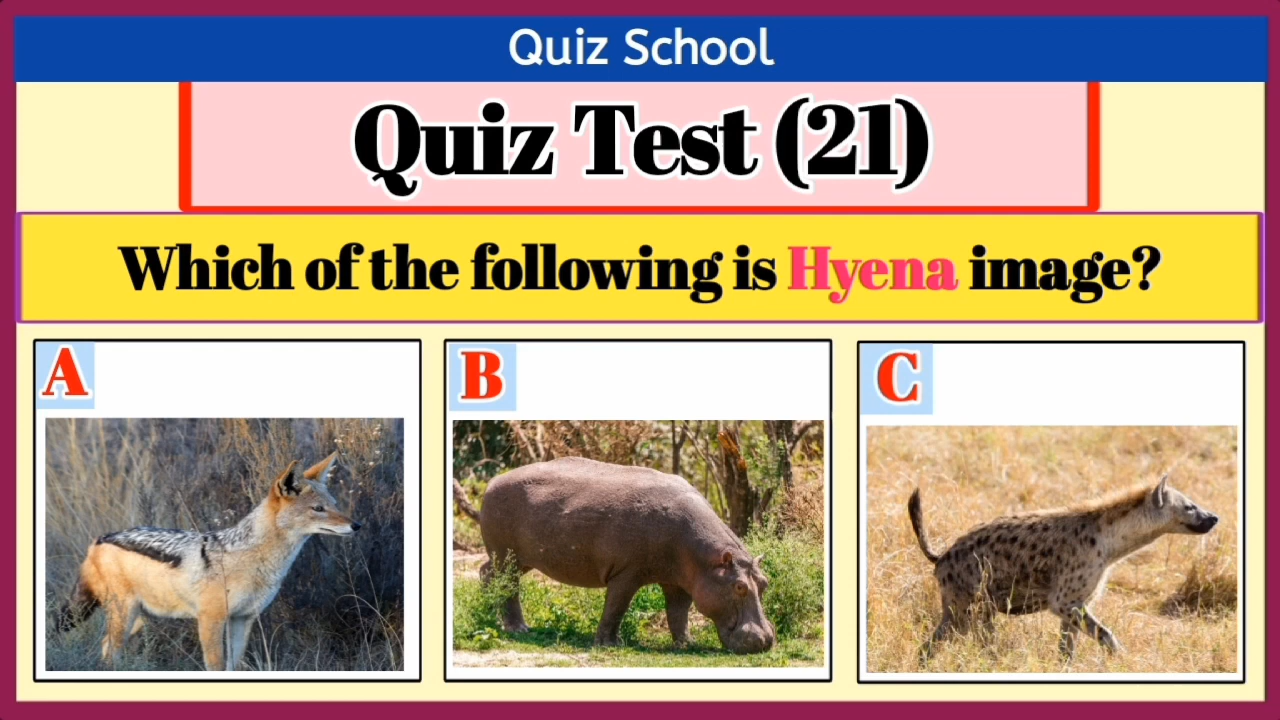 Quiz School
Quiz Test (21)
Which of the following is Hyena image?
A
B
C